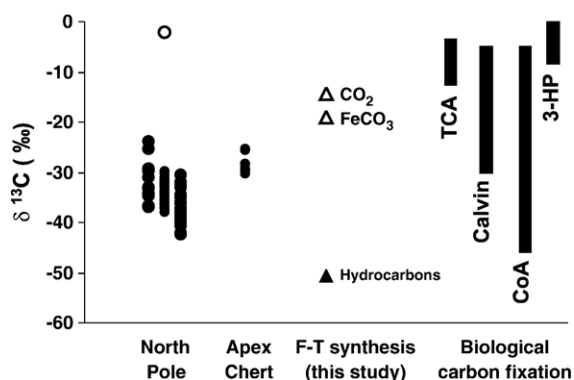 δ ¹³C ( ‰)
0
-10
-20
-30
-40
-50
-60
CO₂
FeCO₃
Hydrocarbons
TCA
Calvin
CoA
3-HP
North
Pole
Apex
Chert
F-T synthesis
(this study)
Biological
carbon fixation